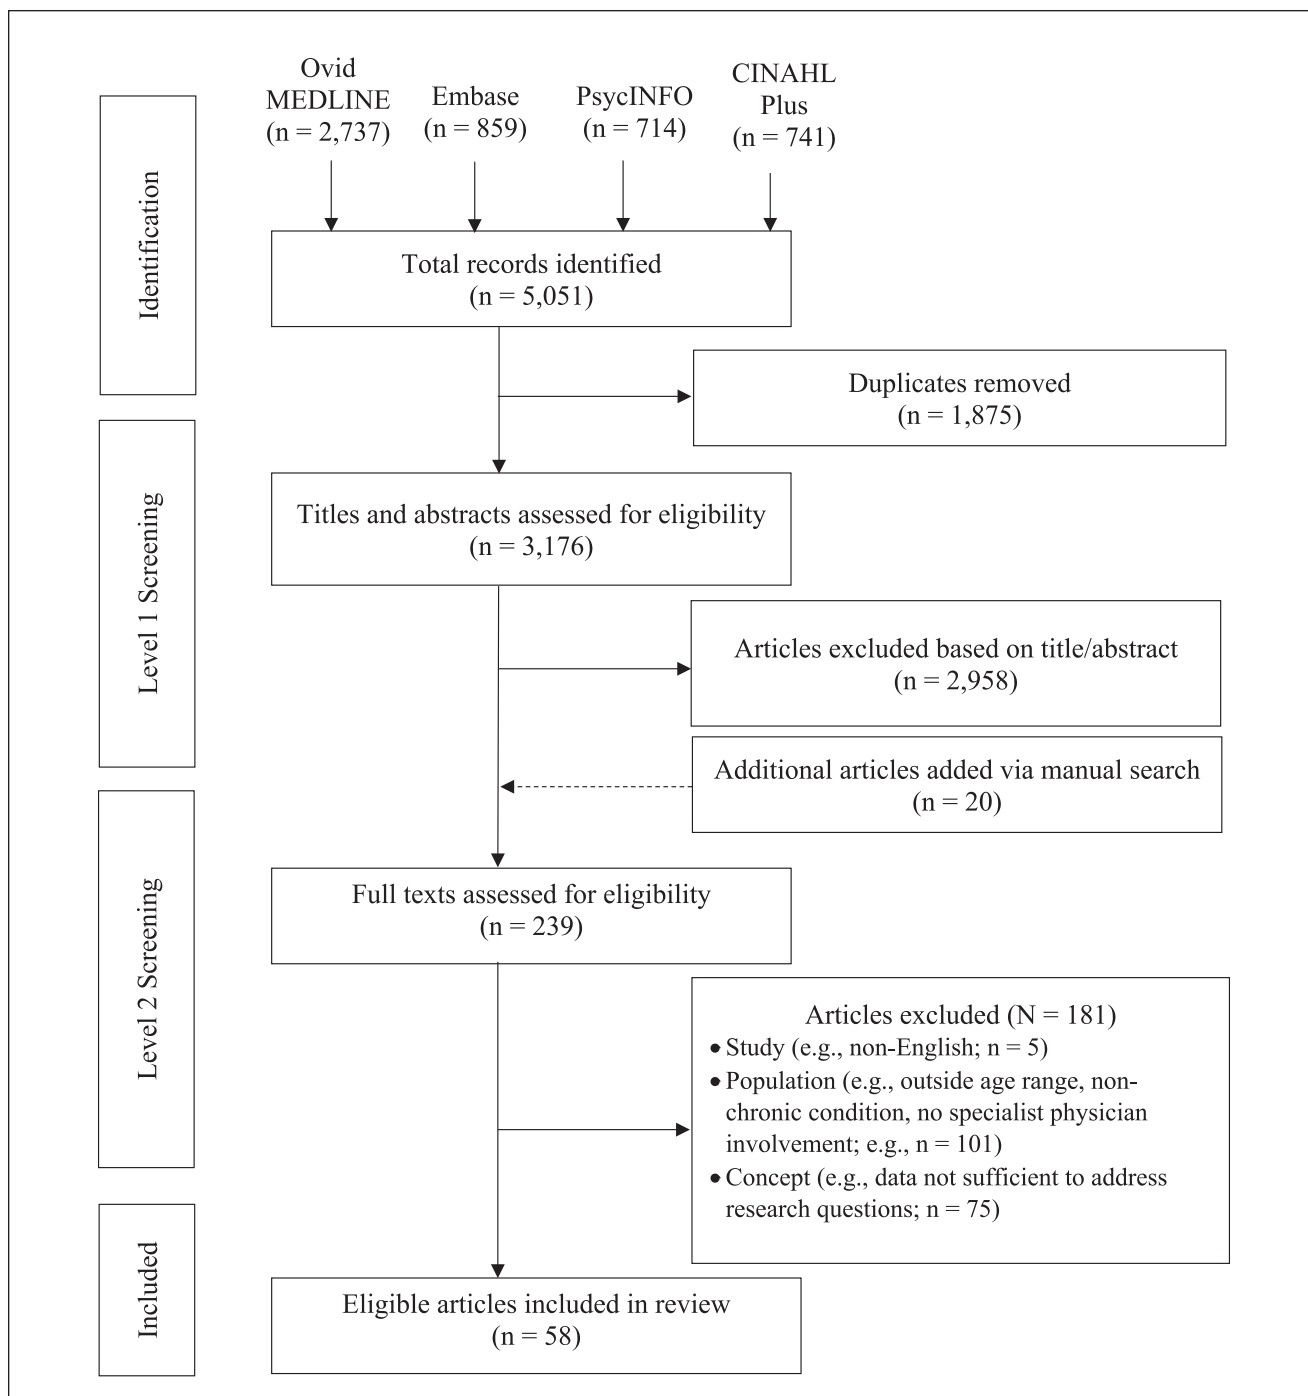 Ovid
MEDLINE
(n = 2,737)
Embase
(n = 859)
PsycINFO
(n = 714)
CINAHL
Plus
(n = 741)
Identification
Total records identified
(n = 5,051)
Duplicates removed
(n = 1,875)
Level 1 Screening
Titles and abstracts assessed for eligibility
(n = 3,176)
Articles excluded based on title/abstract
(n = 2,958)
Additional articles added via manual search
(n = 20)
Level 2 Screening
Full texts assessed for eligibility
(n = 239)
Articles excluded (N = 181)
• Study (e.g., non-English; n = 5)
• Population (e.g., outside age range, non-
chronic condition, no specialist physician
involvement; e.g., n = 101)
• Concept (e.g., data not sufficient to address
research questions; n = 75)
Included
Eligible articles included in review
(n = 58)